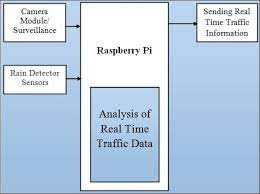 Camera
Module/
Surveillance
Rain Detector
Sensors
Raspberry Pi
Analysis of
Real Time
Traffic Data
Sending Real
Time Traffic
Information